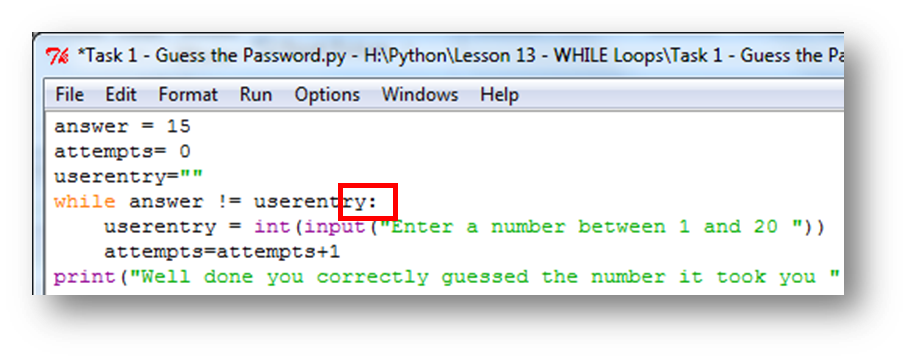 *Task 1 - Guess the Password.py - H:\Python\Lesson 13 - WHILE Loops\Task 1 - Guess the
File Edit Format Run Options Windows Help
answer = 15
attempts= 0
userentry=""
while answer != userentry:
    userentry = int(input("Enter a number between 1 and 20 "))
    attempts=attempts+1
print("Well done you correctly guessed the number it took you "